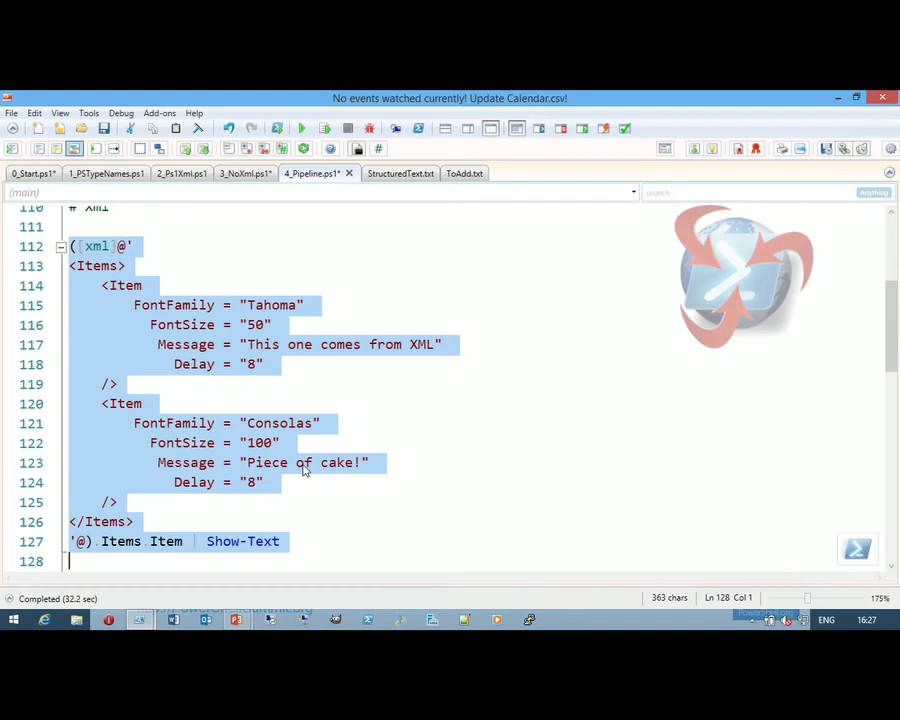 No events watched currently! Update Calendar.csv!
File Edit View Tools Debug Add-ons Help
0_Start.ps1* 1_PSTypeNames.ps1 2_Ps1Xml.ps1 3_NoXml.ps1* 4_Pipeline.ps1* StructuredText.txt ToAdd.txt
(main) search Anything
110 # Xml
111
112 ([xml]@'
113 <Items>
114 <Item
115 FontFamily = "Tahoma"
116 FontSize = "50"
117 Message = "This one comes from XML"
118 Delay = "8"
119 />
120 <Item
121 FontFamily = "Consolas"
122 FontSize = "100"
123 Message = "Piece of cake!"
124 Delay = "8"
125 />
126 </Items>
127 '@).Items.Item | Show-Text
128
Completed (32.2 sec) 363 chars Ln 128 Col 1 175%
ENG 16:27